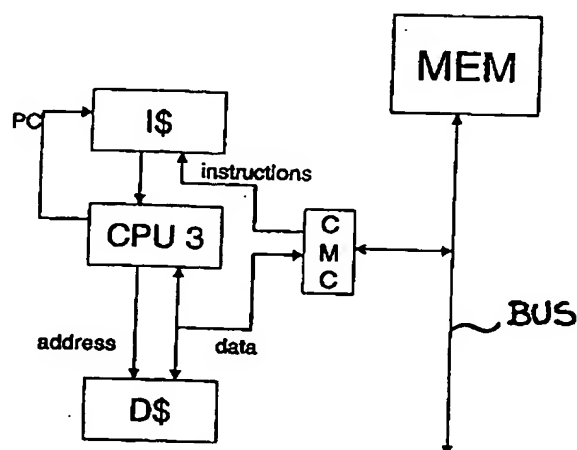 MEM
PC
I$
instructions
CPU 3
C
M
C
BUS
address
data
D$